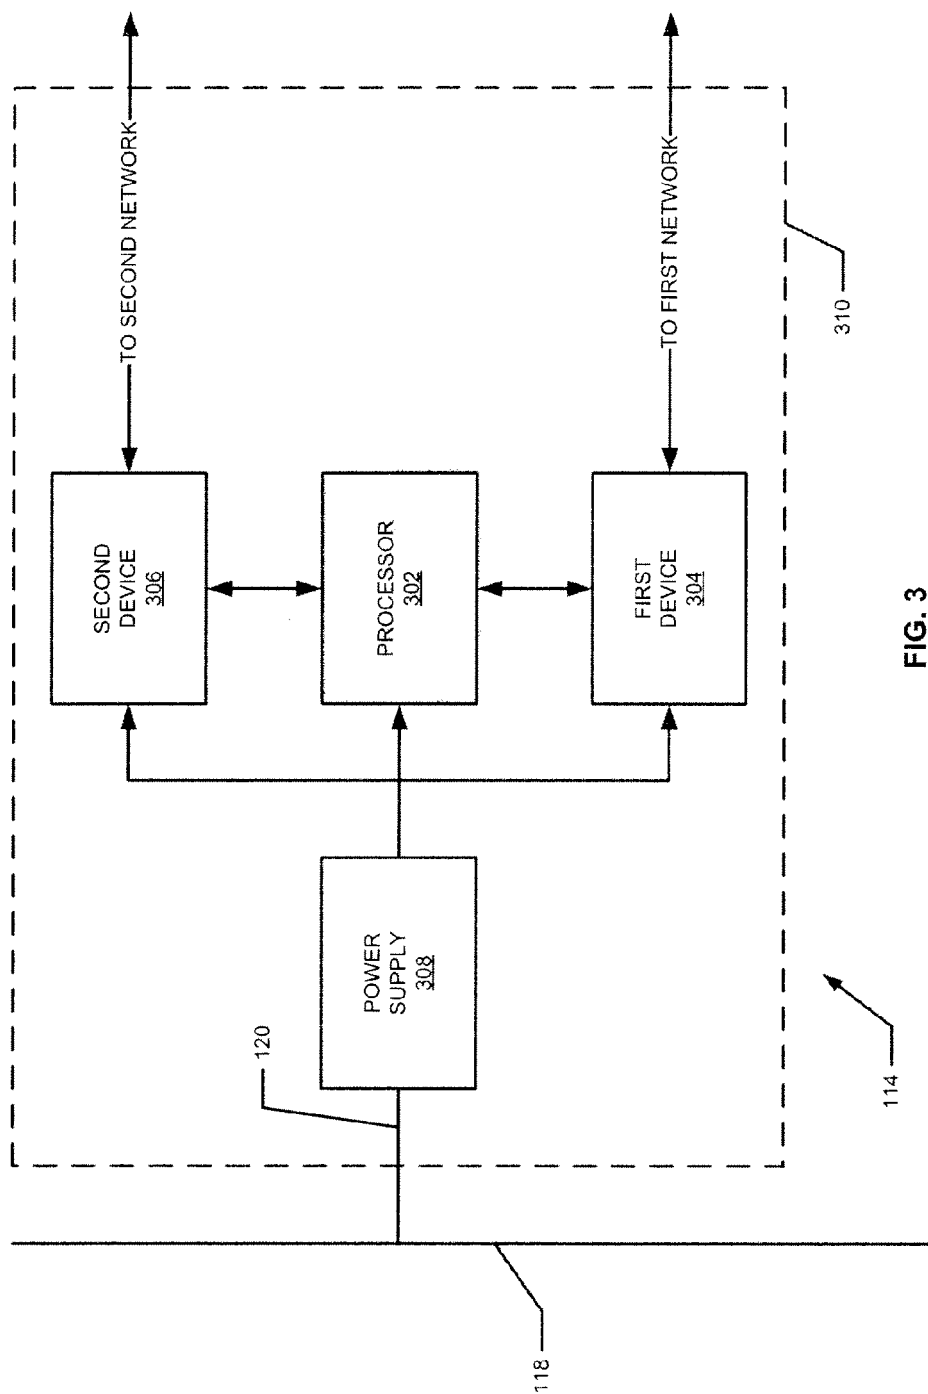 118
120
POWER
SUPPLY
308
SECOND
DEVICE
306
PROCESSOR
302
FIRST
DEVICE
304
TO SECOND NETWORK
TO FIRST NETWORK
114
310
FIG. 3